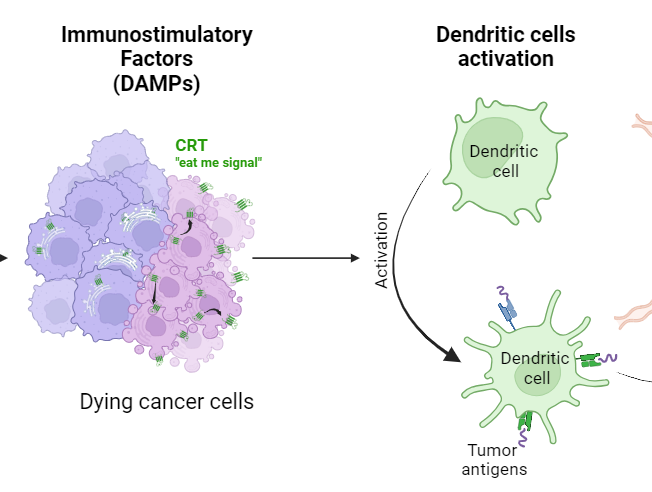 Immunostimulatory
Factors
(DAMPs)
CRT
"eat me signal"
Dying cancer cells
Dendritic cells
activation
Dendritic
cell
Activation
Dendritic
cell
Tumor
antigens